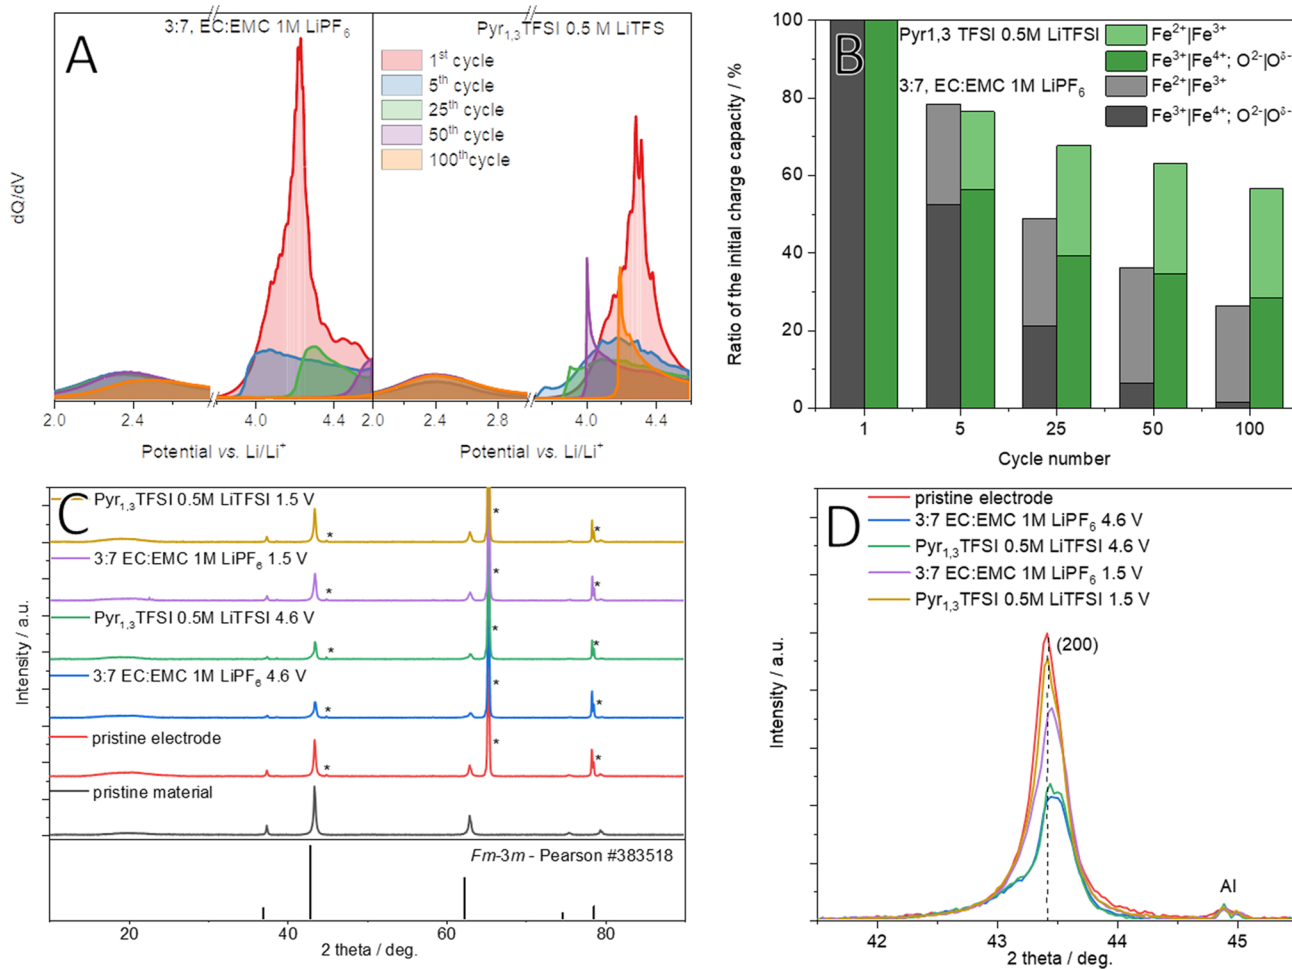 A
3:7, EC:EMC 1M LiPF6
Pyr1,3TFSI 0.5 M LiTFS
1st cycle
5th cycle
25th cycle
50th cycle
100thcycle
dQ/dV
2.0 2.4 4.0 4.4 2.0 2.4 2.8 4.0 4.4
Potential vs. Li/Li+
Potential vs. Li/Li+
B
Pyr1,3 TFSI 0.5M LiTFSI
Fe2+|Fe3+
Fe3+|Fe4+; O2-|Oδ-
3:7, EC:EMC 1M LiPF6
Fe2+|Fe3+
Fe3+|Fe4+; O2-|Oδ-
Ratio of the initial charge capacity / %
100
80
60
40
20
0
1 5 25 50 100
Cycle number
C
Pyr1,3TFSI 0.5M LiTFSI 1.5 V
*
*
*
3:7 EC:EMC 1M LiPF6 1.5 V
*
*
*
Pyr1,3TFSI 0.5M LiTFSI 4.6 V
*
*
*
3:7 EC:EMC 1M LiPF6 4.6 V
*
*
*
pristine electrode
*
*
*
pristine material
Fm-3m - Pearson #383518
Intensity / a.u.
20 40 60 80
2 theta / deg.
D
pristine electrode
3:7 EC:EMC 1M LiPF6 4.6 V
Pyr1,3TFSI 0.5M LiTFSI 4.6 V
3:7 EC:EMC 1M LiPF6 1.5 V
Pyr1,3TFSI 0.5M LiTFSI 1.5 V
(200)
Al
Intensity / a.u.
42 43 44 45
2 theta / deg.